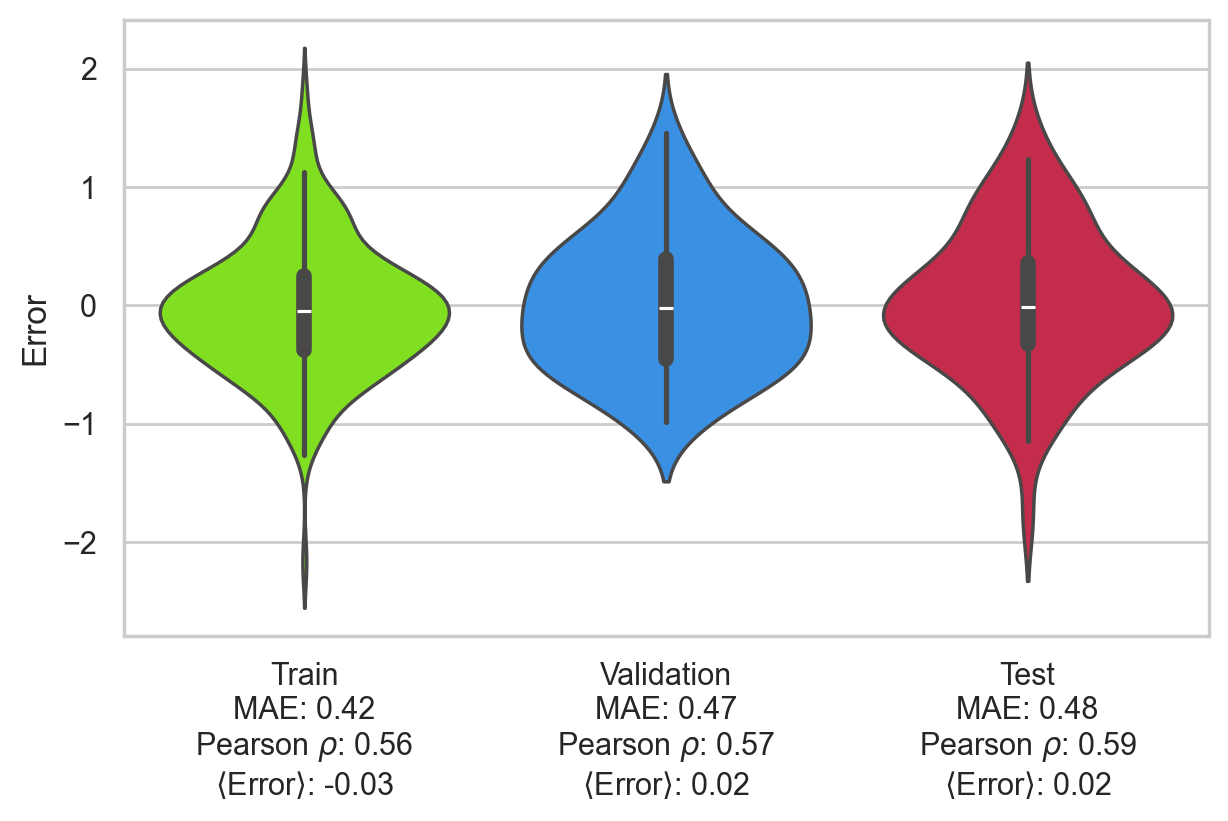 2
1
0
−1
−2
Error
Train
MAE: 0.42
Pearson ρ: 0.56
⟨Error⟩: -0.03
Validation
MAE: 0.47
Pearson ρ: 0.57
⟨Error⟩: 0.02
Test
MAE: 0.48
Pearson ρ: 0.59
⟨Error⟩: 0.02